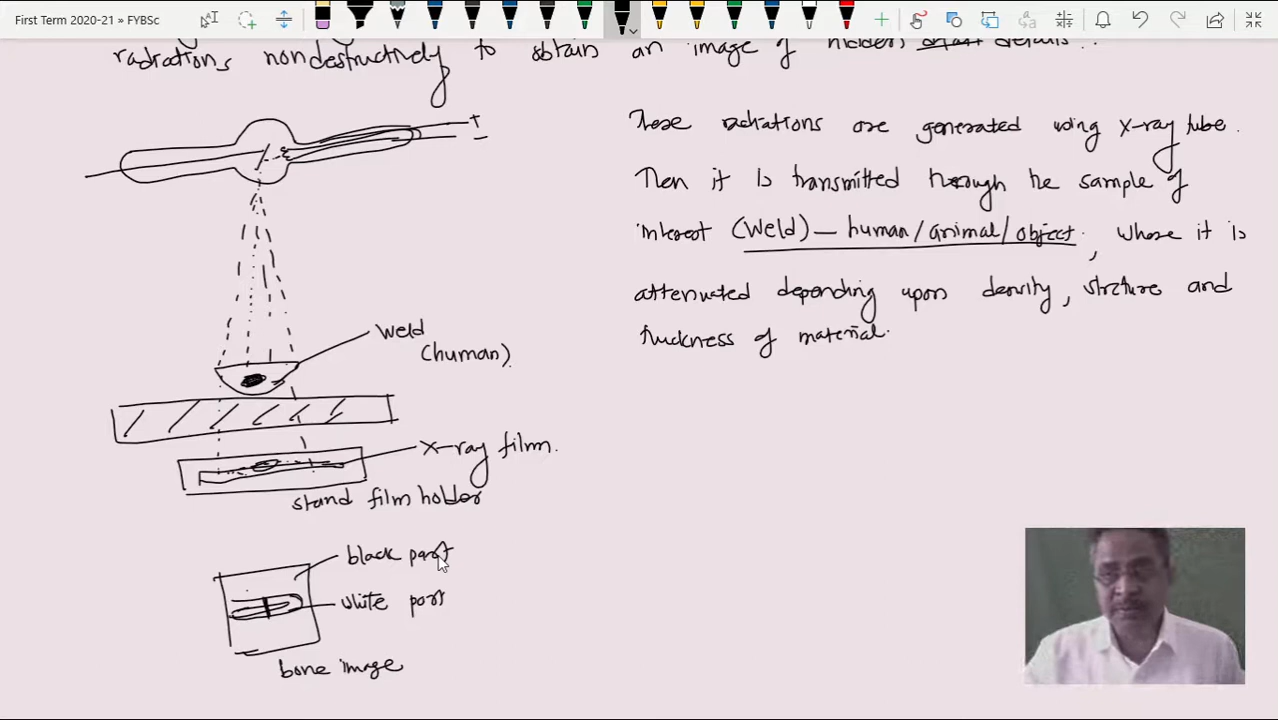 First Term 2020-21 » FYBSc
radiations nondestructively to obtain an image of hidden details.
These radiations are generated using x-ray tube.
Then it is transmitted through the sample of
interest (Weld) — human/animal/object, where it is
attenuated depending upon density, strcture and
thickness of material.
+
-
Weld
(human)
x-ray film.
stand film holder
black part
white part
bone image